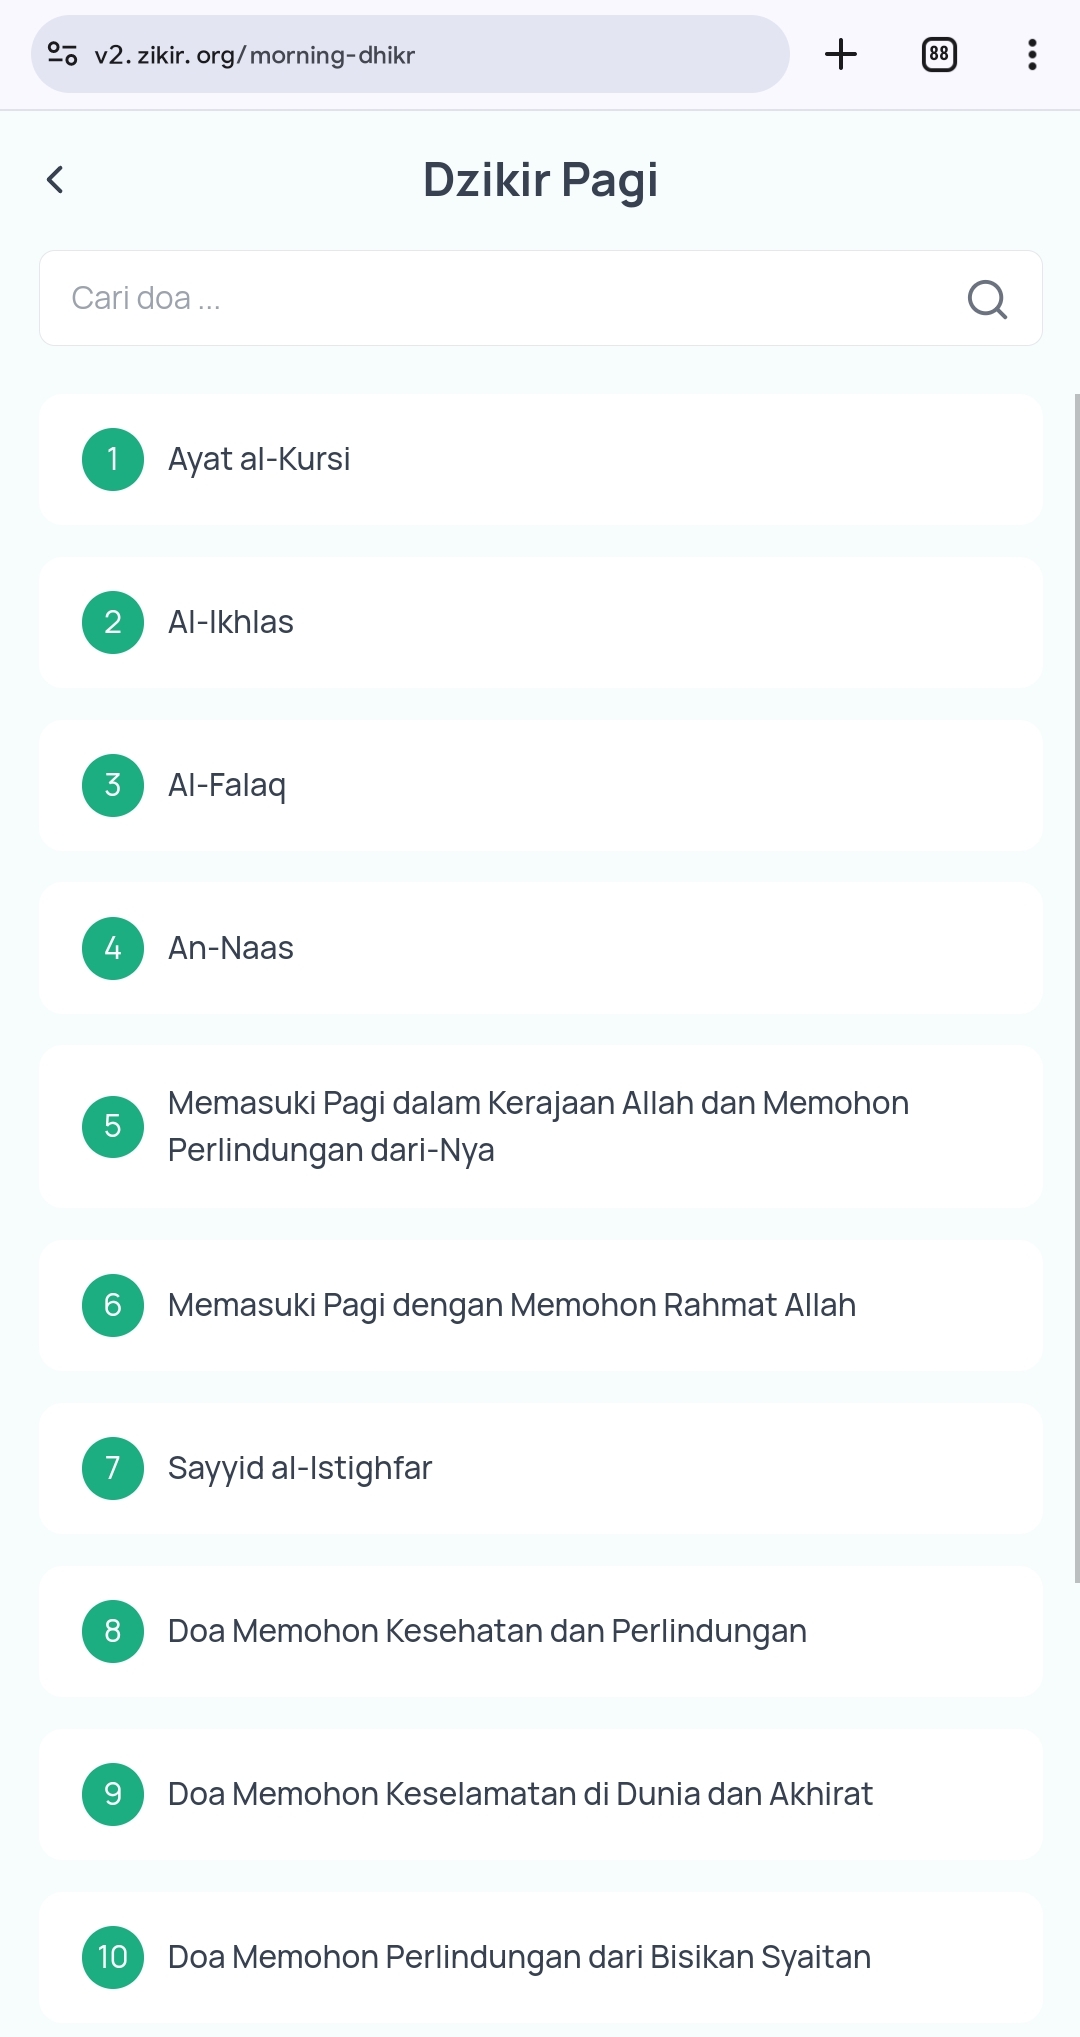 v2.zikir.org/morning-dhikr
88
Dzikir Pagi
Cari doa ...
1 Ayat al-Kursi
2 Al-Ikhlas
3 Al-Falaq
4 An-Naas
5 Memasuki Pagi dalam Kerajaan Allah dan Memohon
Perlindungan dari-Nya
6 Memasuki Pagi dengan Memohon Rahmat Allah
7 Sayyid al-Istighfar
8 Doa Memohon Kesehatan dan Perlindungan
9 Doa Memohon Keselamatan di Dunia dan Akhirat
10 Doa Memohon Perlindungan dari Bisikan Syaitan